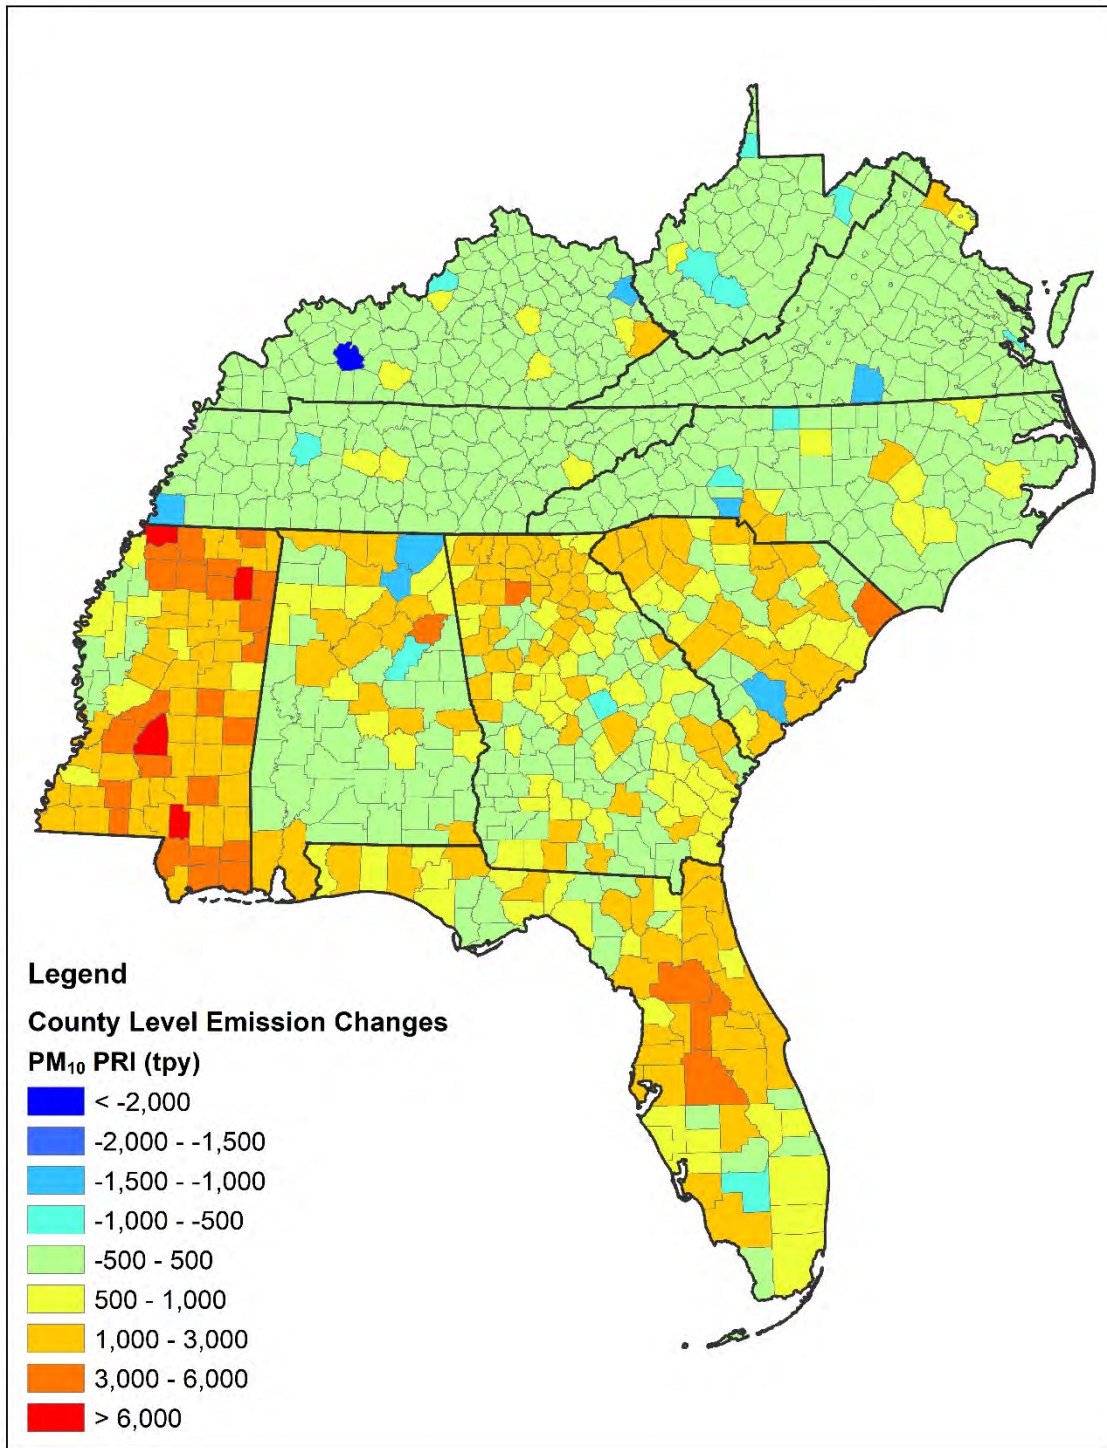 Legend
County Level Emission Changes
PM₁₀ PRI (tpy)
< -2,000
-2,000 - -1,500
-1,500 - -1,000
-1,000 - -500
-500 - 500
500 - 1,000
1,000 - 3,000
3,000 - 6,000
> 6,000